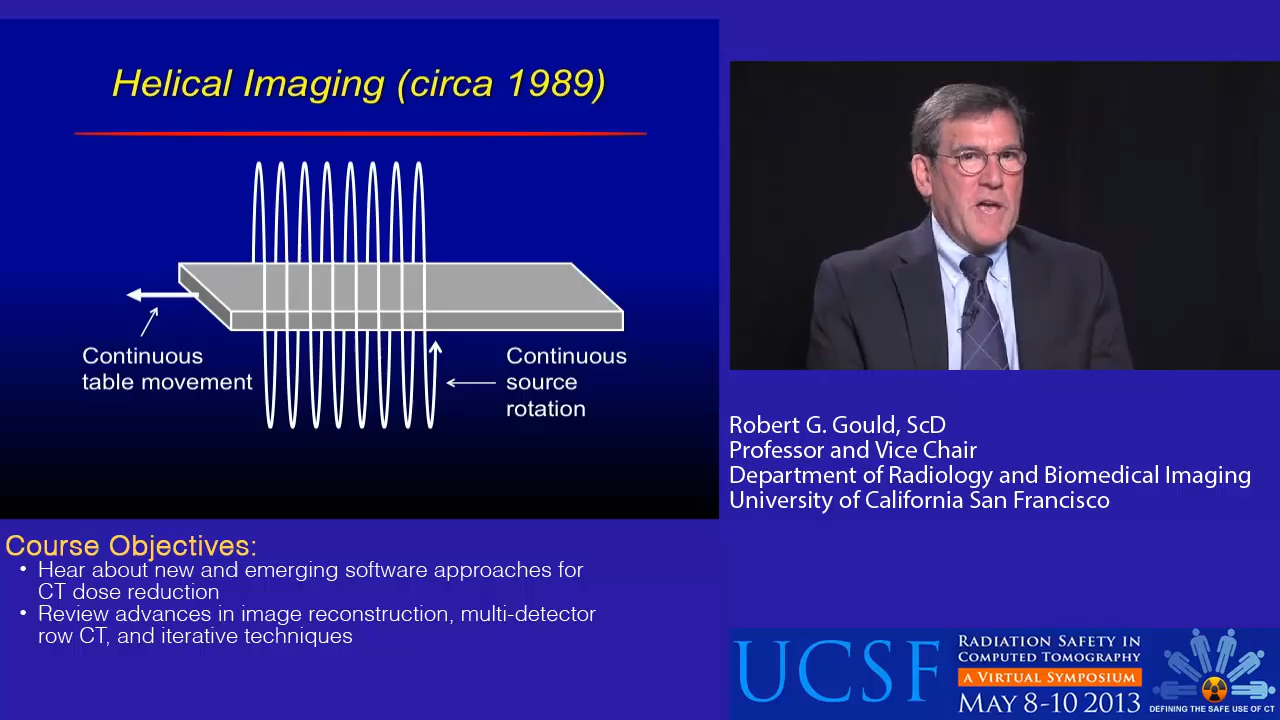 Helical Imaging (circa 1989)
Continuous
table movement
Continuous
source
rotation
Robert G. Gould, ScD
Professor and Vice Chair
Department of Radiology and Biomedical Imaging
University of California San Francisco
Course Objectives:
• Hear about new and emerging software approaches for
CT dose reduction
• Review advances in image reconstruction, multi-detector
row CT, and iterative techniques
UCSF
RADIATION SAFETY IN
COMPUTED TOMOGRAPHY
A VIRTUAL SYMPOSIUM
MAY 8-10 2013
DEFINING THE SAFE USE OF CT